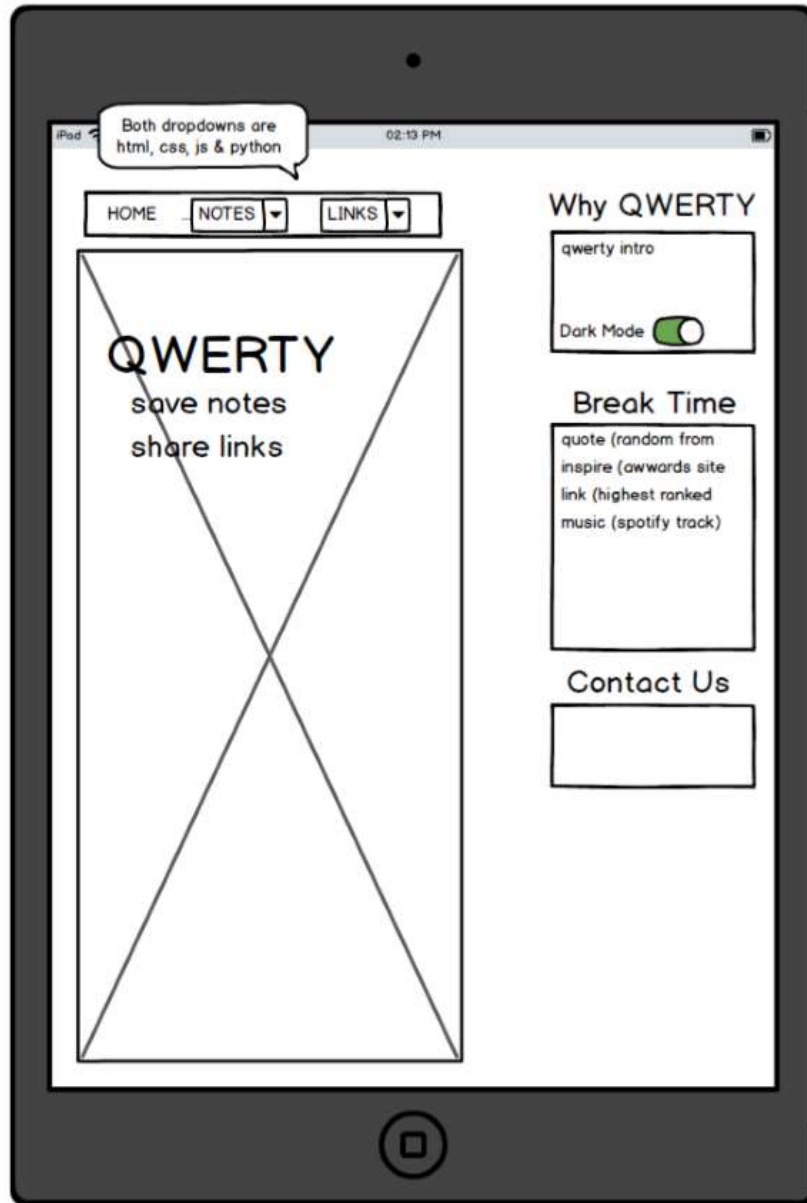 Both dropdowns are
html, css, js & python
iPad
02:13 PM
HOME NOTES LINKS
QWERTY
save notes
share links
Why QWERTY
qwerty intro
Dark Mode
Break Time
quote (random from
inspire (awwards site
link (highest ranked
music (spotify track)
Contact Us